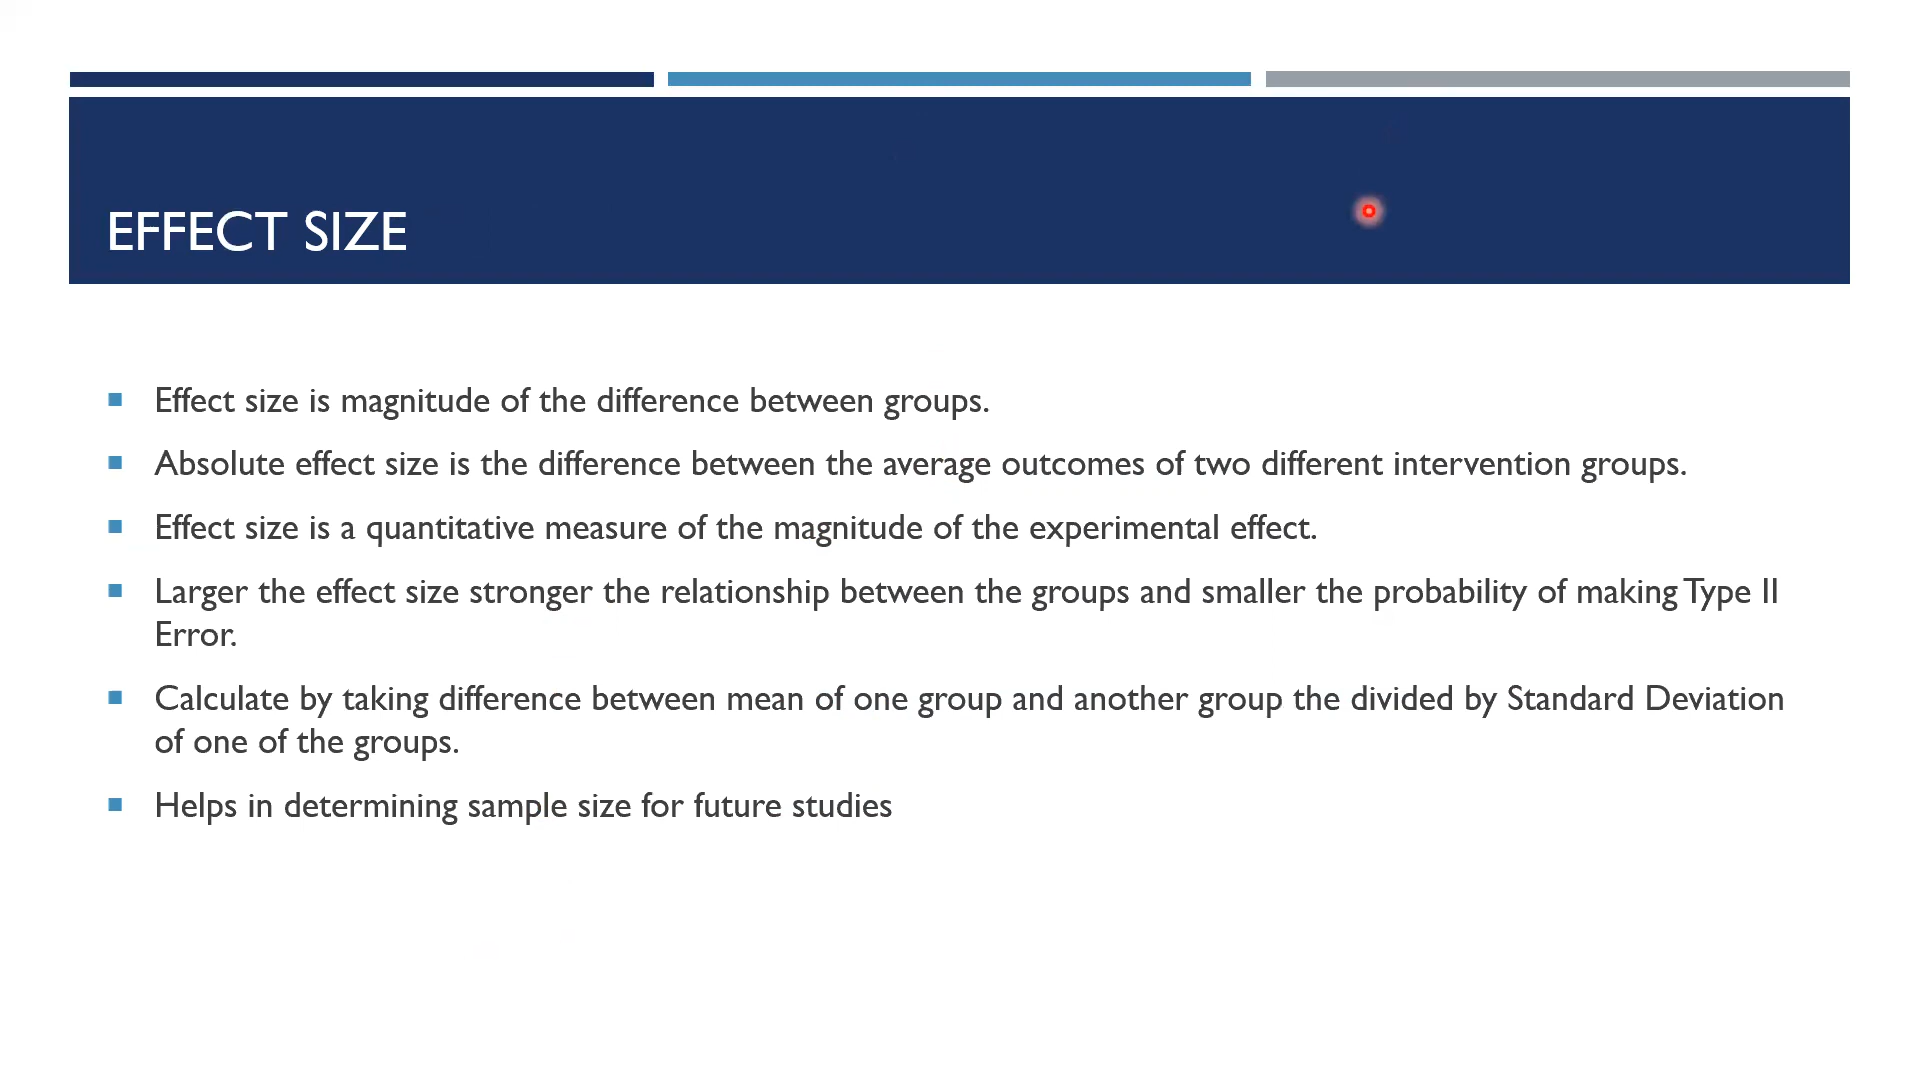 EFFECT SIZE
Effect size is magnitude of the difference between groups.
Absolute effect size is the difference between the average outcomes of two different intervention groups.
Effect size is a quantitative measure of the magnitude of the experimental effect.
Larger the effect size stronger the relationship between the groups and smaller the probability of making Type II
Error.
Calculate by taking difference between mean of one group and another group the divided by Standard Deviation
of one of the groups.
Helps in determining sample size for future studies